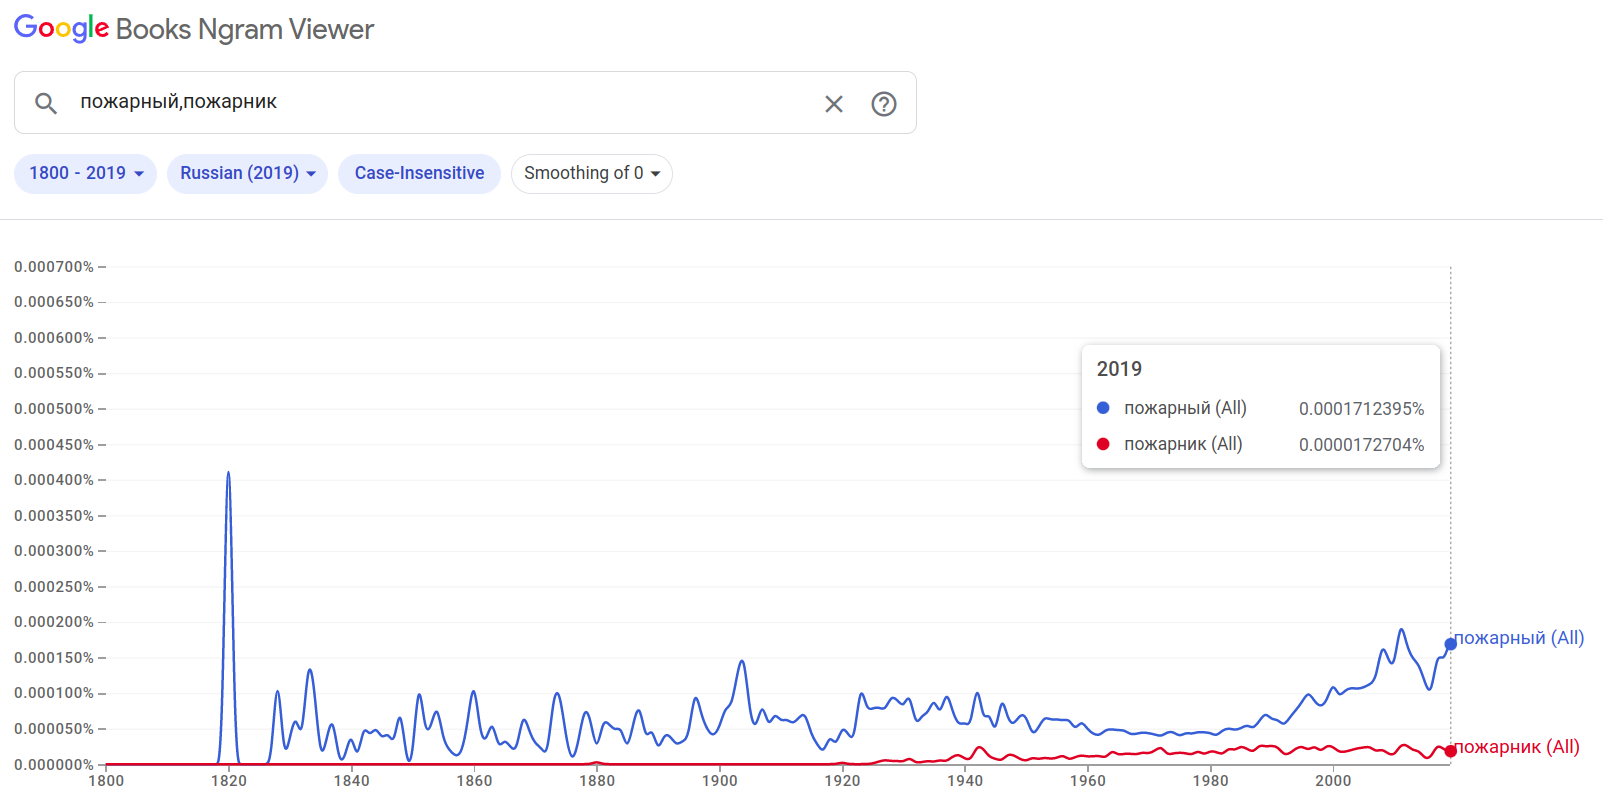 Google Books Ngram Viewer
пожарный,пожарник
1800 - 2019 Russian (2019) Case-Insensitive Smoothing of 0
0.000700%
0.000650%
0.000600%
0.000550%
0.000500%
0.000450%
0.000400%
0.000350%
0.000300%
0.000250%
0.000200%
0.000150%
0.000100%
0.000050%
0.000000%
1800 1820 1840 1860 1880 1900 1920 1940 1960 1980 2000
2019
пожарный (All) 0.0001712395%
пожарник (All) 0.0000172704%
пожарный (All)
пожарник (All)